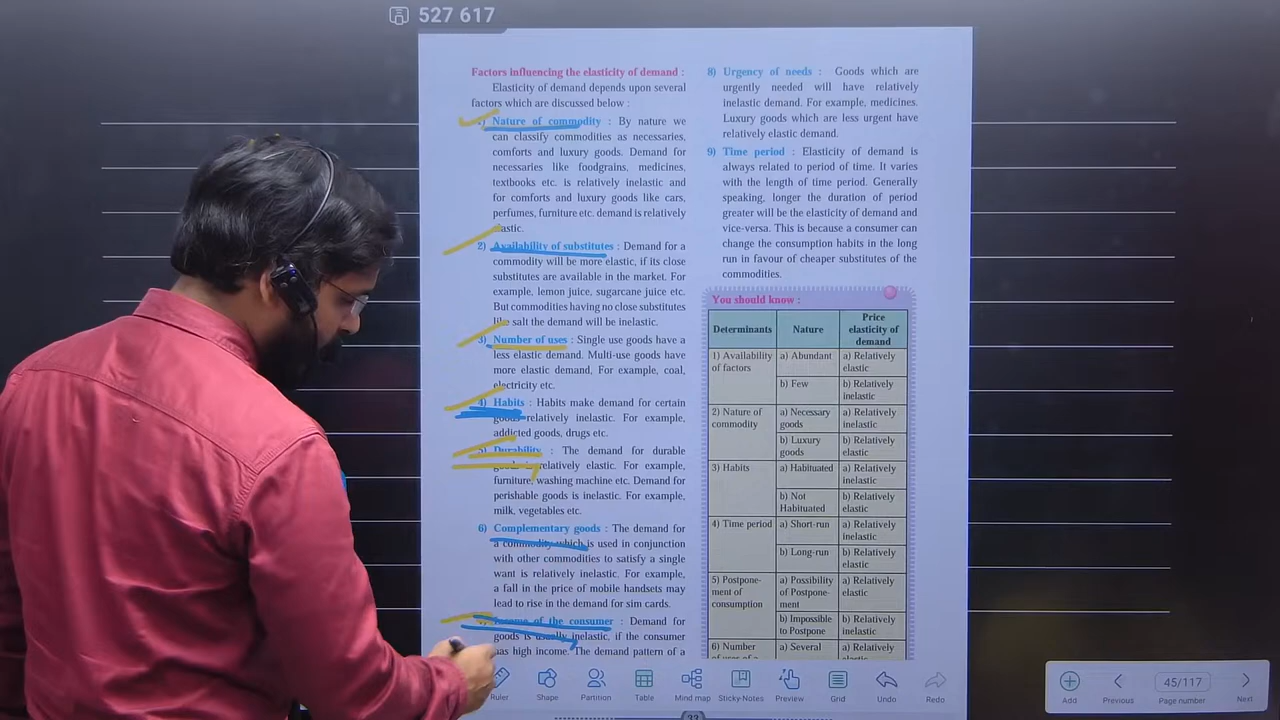 527 617
Factors influencing the elasticity of demand :
Elasticity of demand depends upon several
factors which are discussed below :
1) Nature of commodity : By nature we
can classify commodities as necessaries,
comforts and luxury goods. Demand for
necessaries like foodgrains, medicines,
textbooks etc. is relatively inelastic and
for comforts and luxury goods like cars,
perfumes, furniture etc. demand is relatively
elastic.
2) Availability of substitutes : Demand for a
commodity will be more elastic, if its close
substitutes are available in the market. For
example, lemon juice, sugarcane juice etc.
But commodities having no close substitutes
like salt the demand will be inelastic.
3) Number of uses : Single use goods have a
less elastic demand. Multi-use goods have
more elastic demand, For example, coal,
electricity etc.
4) Habits : Habits make demand for certain
goods relatively inelastic. For example,
addicted goods, drugs etc.
5) Durability : The demand for durable
goods is relatively elastic. For example,
furniture, washing machine etc. Demand for
perishable goods is inelastic. For example,
milk, vegetables etc.
6) Complementary goods : The demand for
a commodity which is used in conjunction
with other commodities to satisfy a single
want is relatively inelastic. For example,
a fall in the price of mobile handsets may
lead to rise in the demand for sim cards.
Income of the consumer : Demand for
goods is usually inelastic, if the consumer
has high income. The demand pattern of a
8) Urgency of needs : Goods which are
urgently needed will have relatively
inelastic demand. For example, medicines.
Luxury goods which are less urgent have
relatively elastic demand.
9) Time period : Elasticity of demand is
always related to period of time. It varies
with the length of time period. Generally
speaking, longer the duration of period
greater will be the elasticity of demand and
vice-versa. This is because a consumer can
change the consumption habits in the long
run in favour of cheaper substitutes of the
commodities.
You should know :
Determinants Nature Price elasticity of demand
1) Availability of factors a) Abundant a) Relatively elastic
b) Few b) Relatively inelastic
2) Nature of commodity a) Necessary goods a) Relatively inelastic
b) Luxury goods b) Relatively elastic
3) Habits a) Habituated a) Relatively inelastic
b) Not Habituated b) Relatively elastic
4) Time period a) Short-run a) Relatively inelastic
b) Long-run b) Relatively elastic
5) Postpone-ment of consumption a) Possibility of Postpone-ment a) Relatively elastic
b) Impossible to Postpone b) Relatively inelastic
6) Number of uses of a a) Several a) Relatively elastic
Ruler Shape Partition Table Mind map Sticky-Notes Preview Grid Undo Redo
33
45/117
Add Previous Page number Next